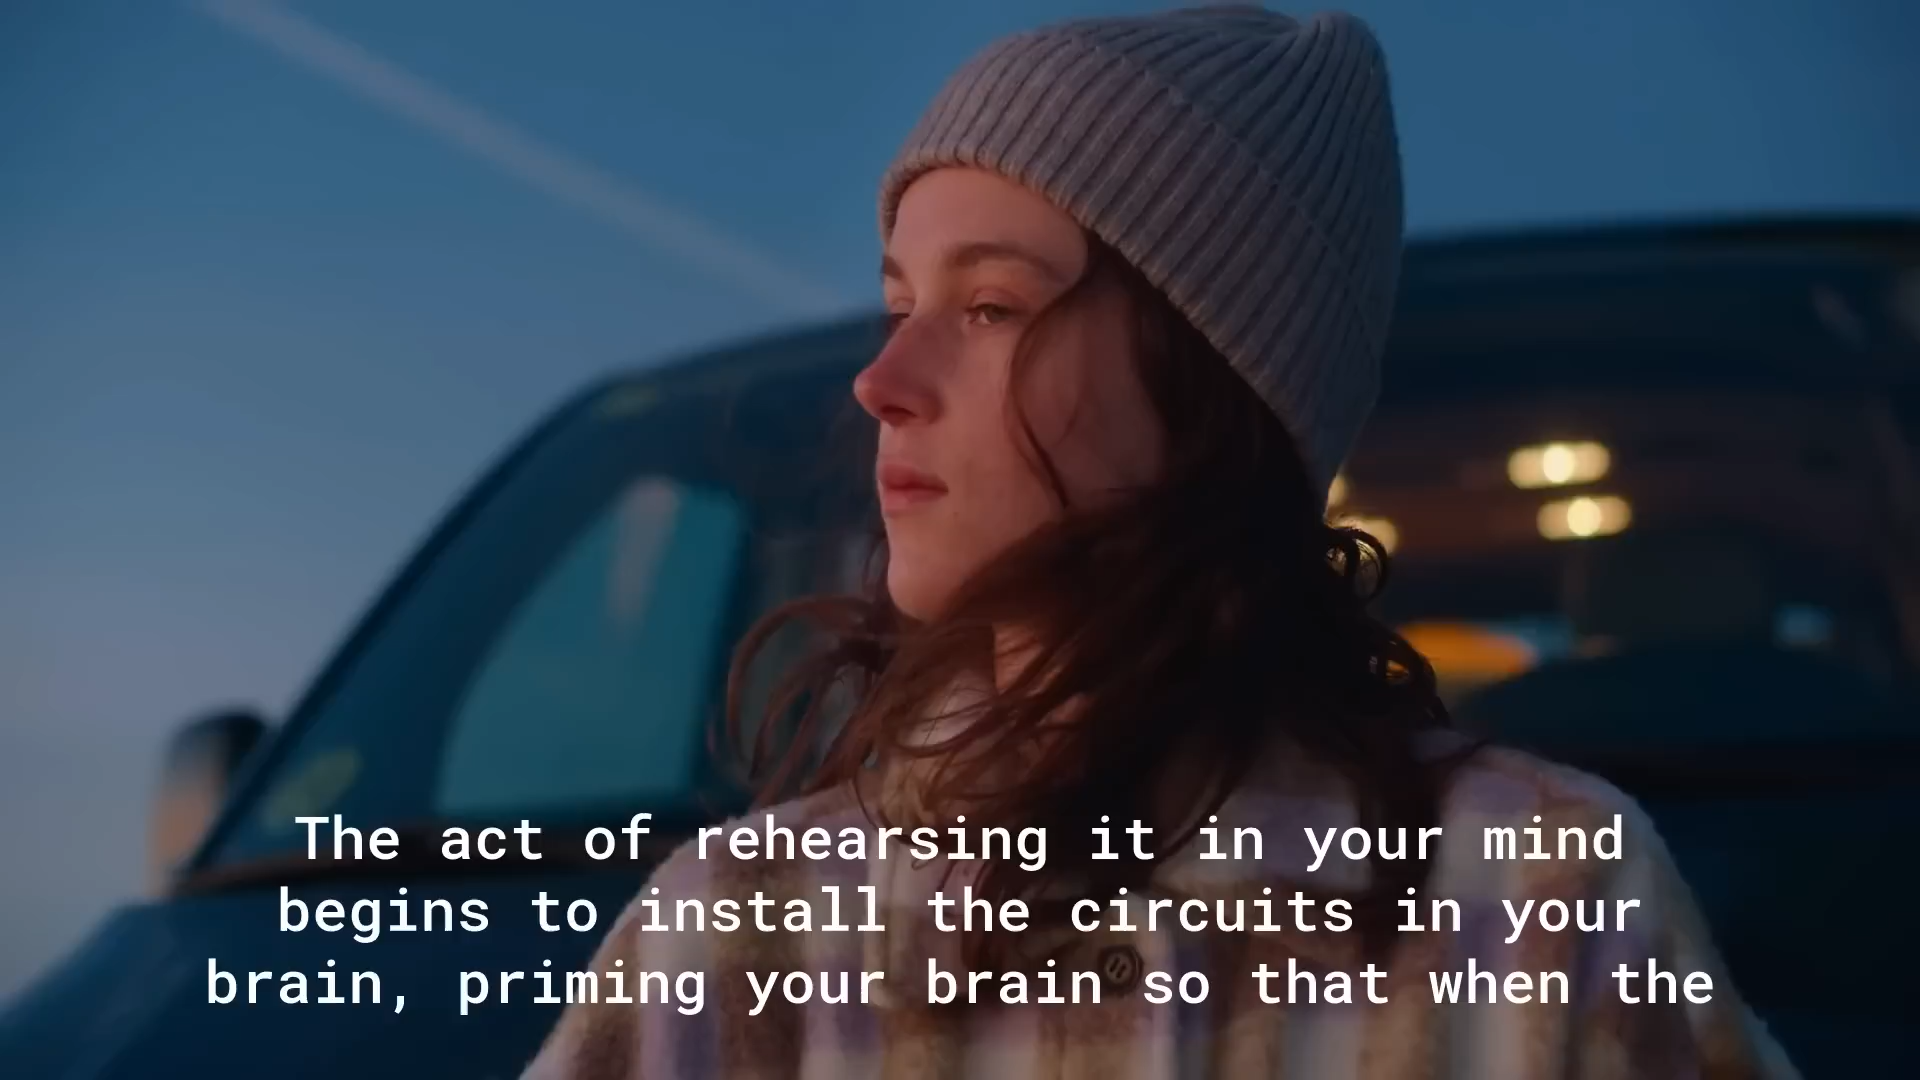 The act of rehearsing it in your mind
begins to install the circuits in your
brain, priming your brain so that when the